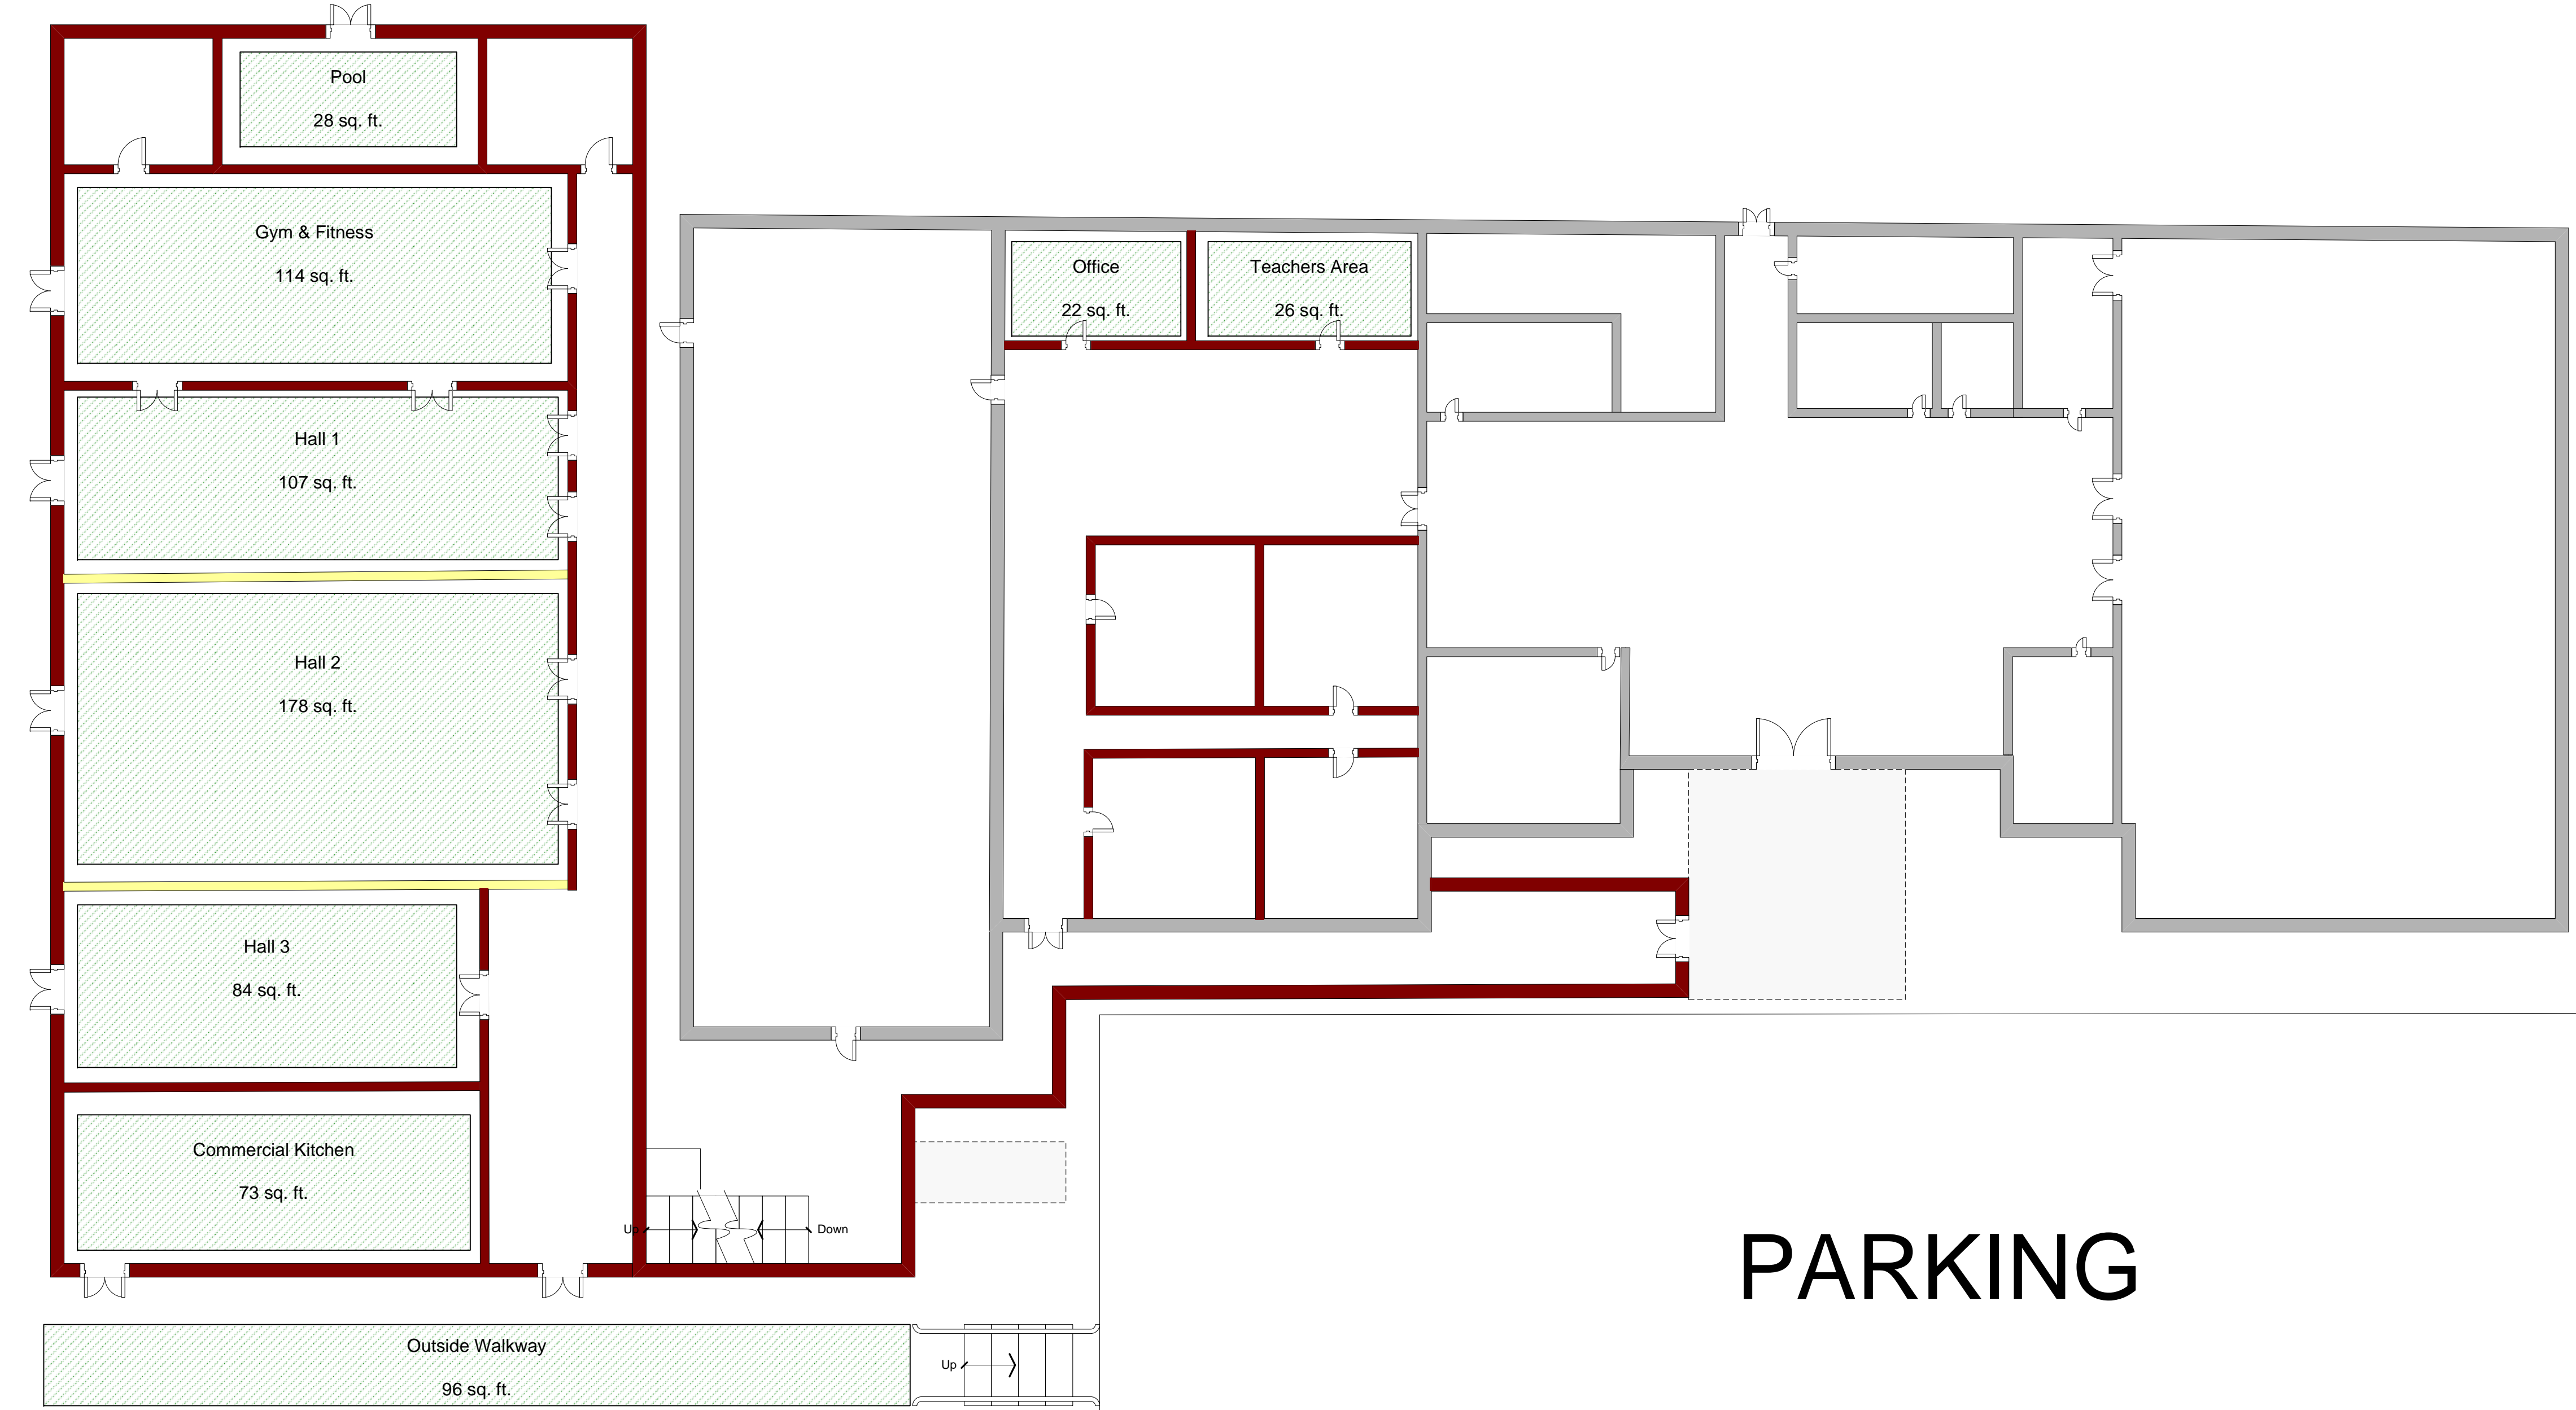 Pool
28 sq. ft.
Gym & Fitness
114 sq. ft.
Office
22 sq. ft.
Teachers Area
26 sq. ft.
Hall 1
107 sq. ft.
Hall 2
178 sq. ft.
Hall 3
84 sq. ft.
Commercial Kitchen
73 sq. ft.
Up
Down
PARKING
Outside Walkway
96 sq. ft.
Up